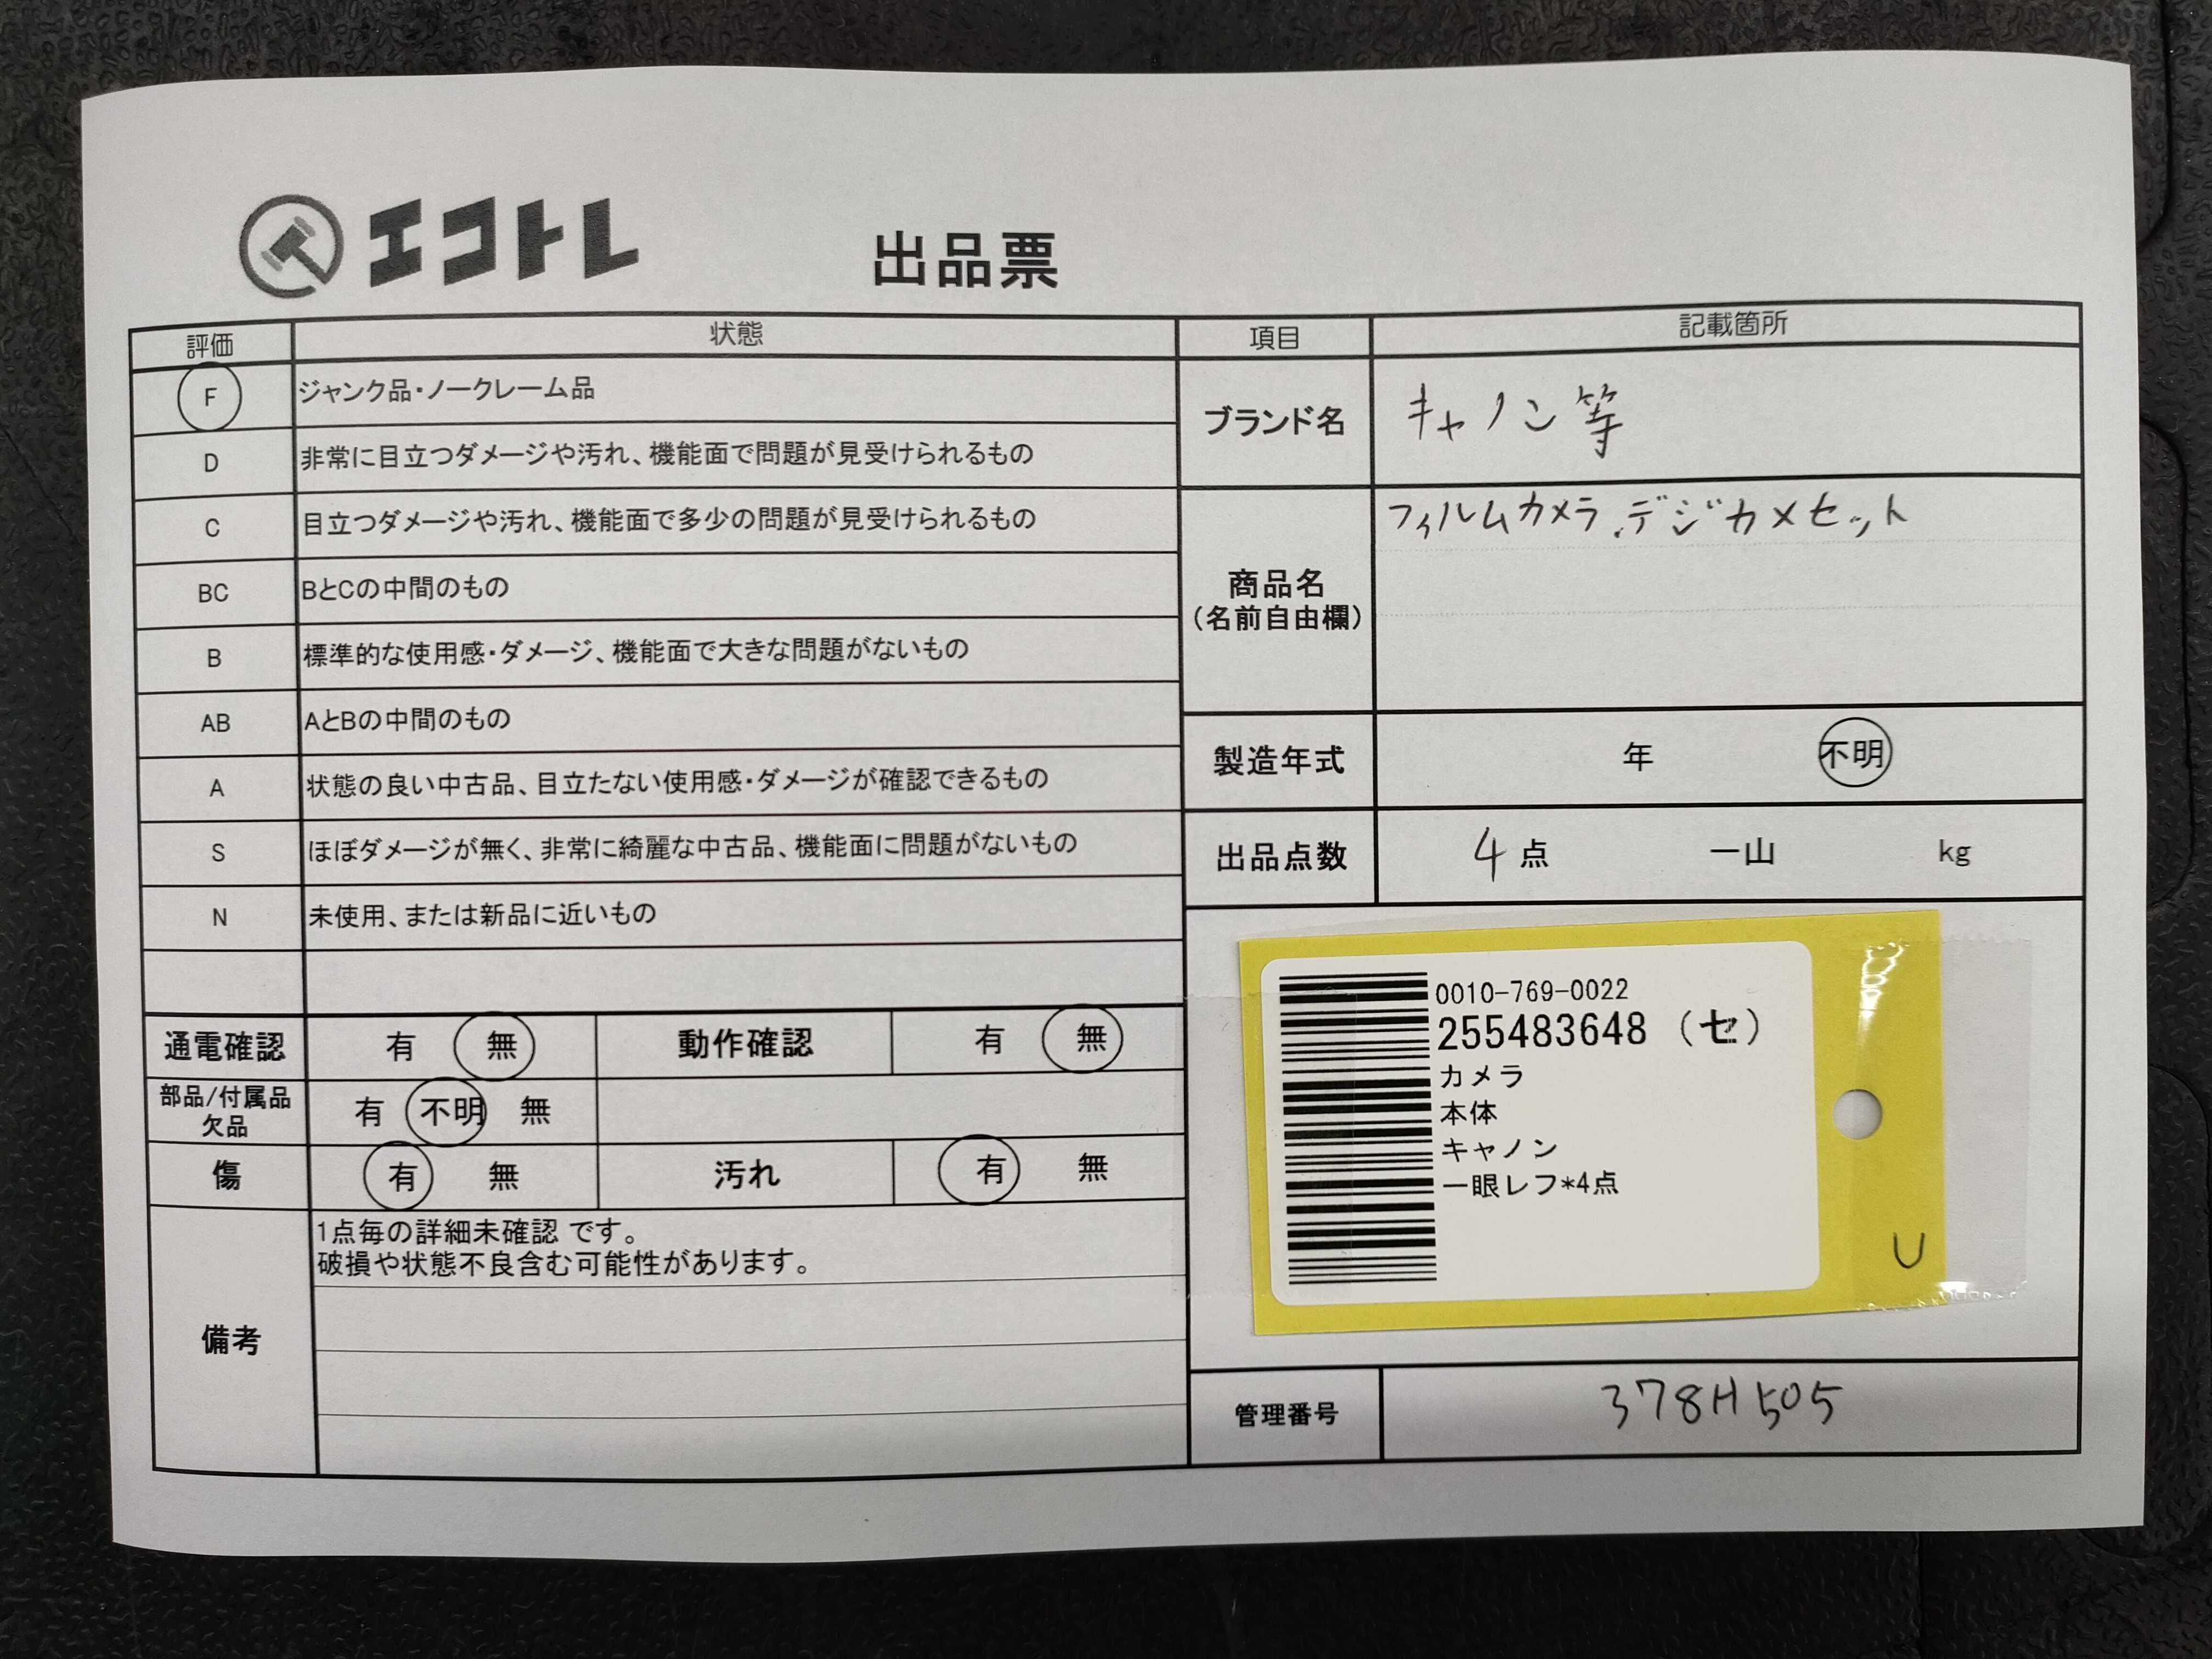 エコトレ
出品票
評価 状態
F ジャンク品・ノークレーム品
D 非常に目立つダメージや汚れ、機能面で問題が見受けられるもの
C 目立つダメージや汚れ、機能面で多少の問題が見受けられるもの
BC BとCの中間のもの
B 標準的な使用感・ダメージ、機能面で大きな問題がないもの
AB AとBの中間のもの
A 状態の良い中古品、目立たない使用感・ダメージが確認できるもの
S ほぼダメージが無く、非常に綺麗な中古品、機能面に問題がないもの
N 未使用、または新品に近いもの
通電確認 有 無 動作確認 有 無
部品/付属品
欠品 有 不明 無
傷 有 無 汚れ 有 無
備考
1点毎の詳細未確認 です。
破損や状態不良含む可能性があります。
項目 記載箇所
ブランド名 キャノン等
商品名
(名前自由欄)
フィルムカメラ、デジカメセット
製造年式 年 不明
出品点数 4点 一山 kg
0010-769-0022
255483648 (セ)
カメラ
本体
キャノン
一眼レフ*4点
U
管理番号 378H505